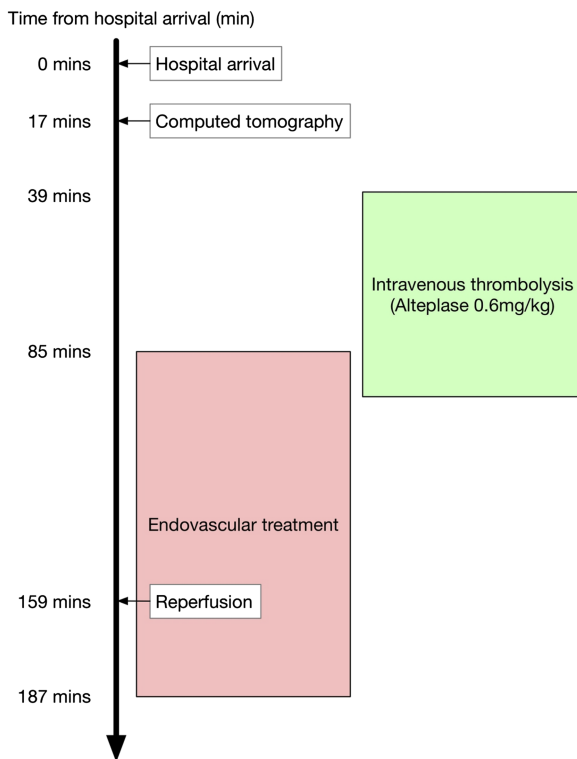 Time from hospital arrival (min)
0 mins
Hospital arrival
17 mins
Computed tomography
39 mins
Intravenous thrombolysis
(Alteplase 0.6mg/kg)
85 mins
Endovascular treatment
159 mins
Reperfusion
187 mins